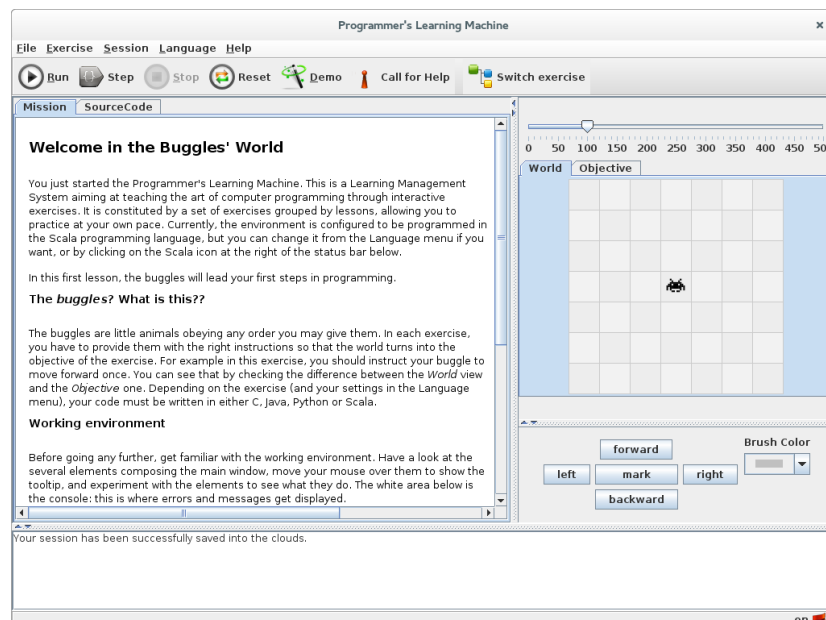 Programmer's Learning Machine
×
File Exercise Session Language Help
Run Step Stop Reset Demo Call for Help Switch exercise
Mission SourceCode
Welcome in the Buggles' World
You just started the Programmer's Learning Machine. This is a Learning Management
System aiming at teaching the art of computer programming through interactive
exercises. It is constituted by a set of exercises grouped by lessons, allowing you to
practice at your own pace. Currently, the environment is configured to be programmed in
the Scala programming language, but you can change it from the Language menu if you
want, or by clicking on the Scala icon at the right of the status bar below.
In this first lesson, the buggles will lead your first steps in programming.
The buggles? What is this??
The buggles are little animals obeying any order you may give them. In each exercise,
you have to provide them with the right instructions so that the world turns into the
objective of the exercise. For example in this exercise, you should instruct your buggle to
move forward once. You can see that by checking the difference between the World view
and the Objective one. Depending on the exercise (and your settings in the Language
menu), your code must be written in either C, Java, Python or Scala.
Working environment
Before going any further, get familiar with the working environment. Have a look at the
several elements composing the main window, move your mouse over them to show the
tooltip, and experiment with the elements to see what they do. The white area below is
the console: this is where errors and messages get displayed.
0 50 100 150 200 250 300 350 400 450 50
World Objective
forward
Brush Color
left mark right
backward
Your session has been successfully saved into the clouds.